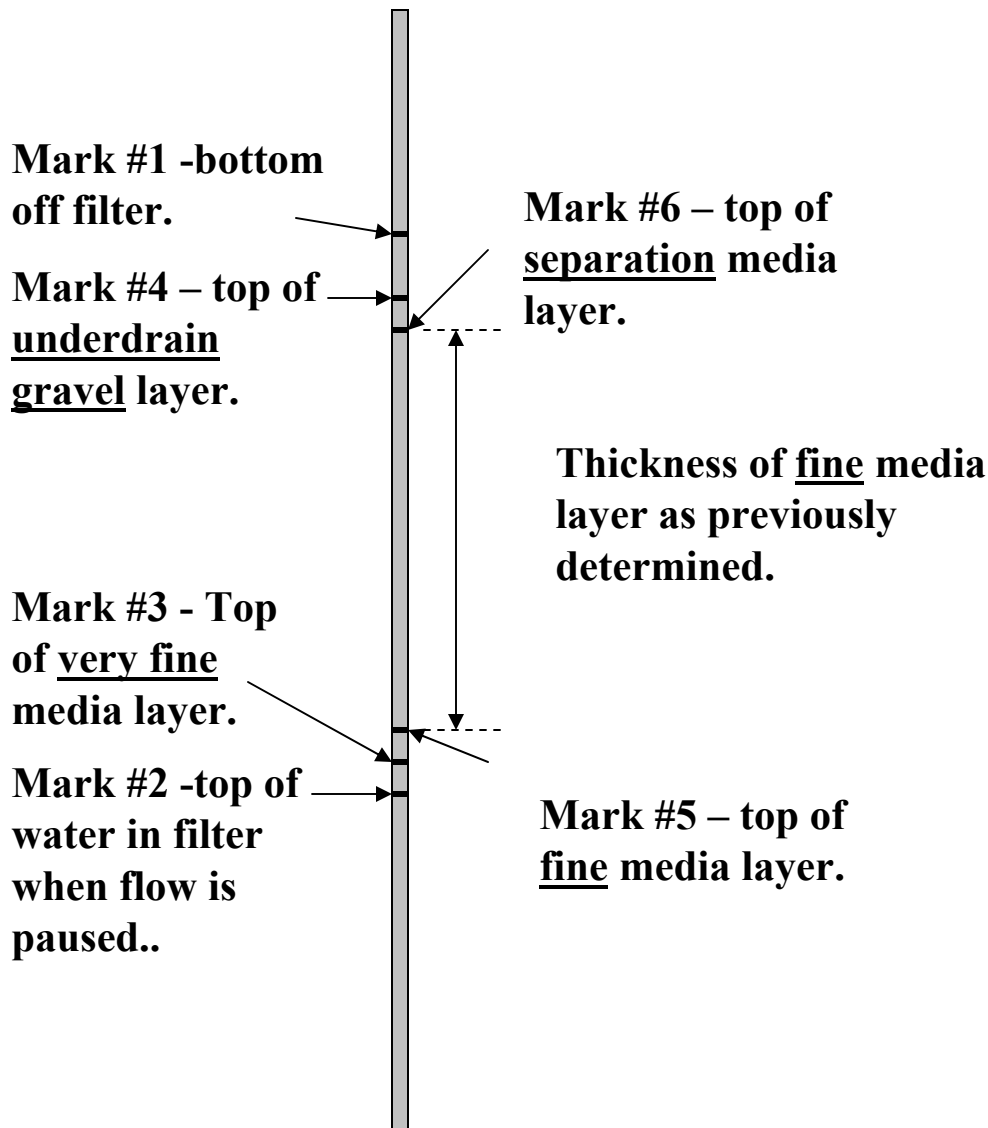 Mark #1 -bottom
off filter.
Mark #6 – top of
separation media
layer.
Mark #4 – top of
underdrain
gravel layer.
Thickness of fine media
layer as previously
determined.
Mark #3 - Top
of very fine
media layer.
Mark #2 -top of
water in filter
when flow is
paused..
Mark #5 – top of
fine media layer.